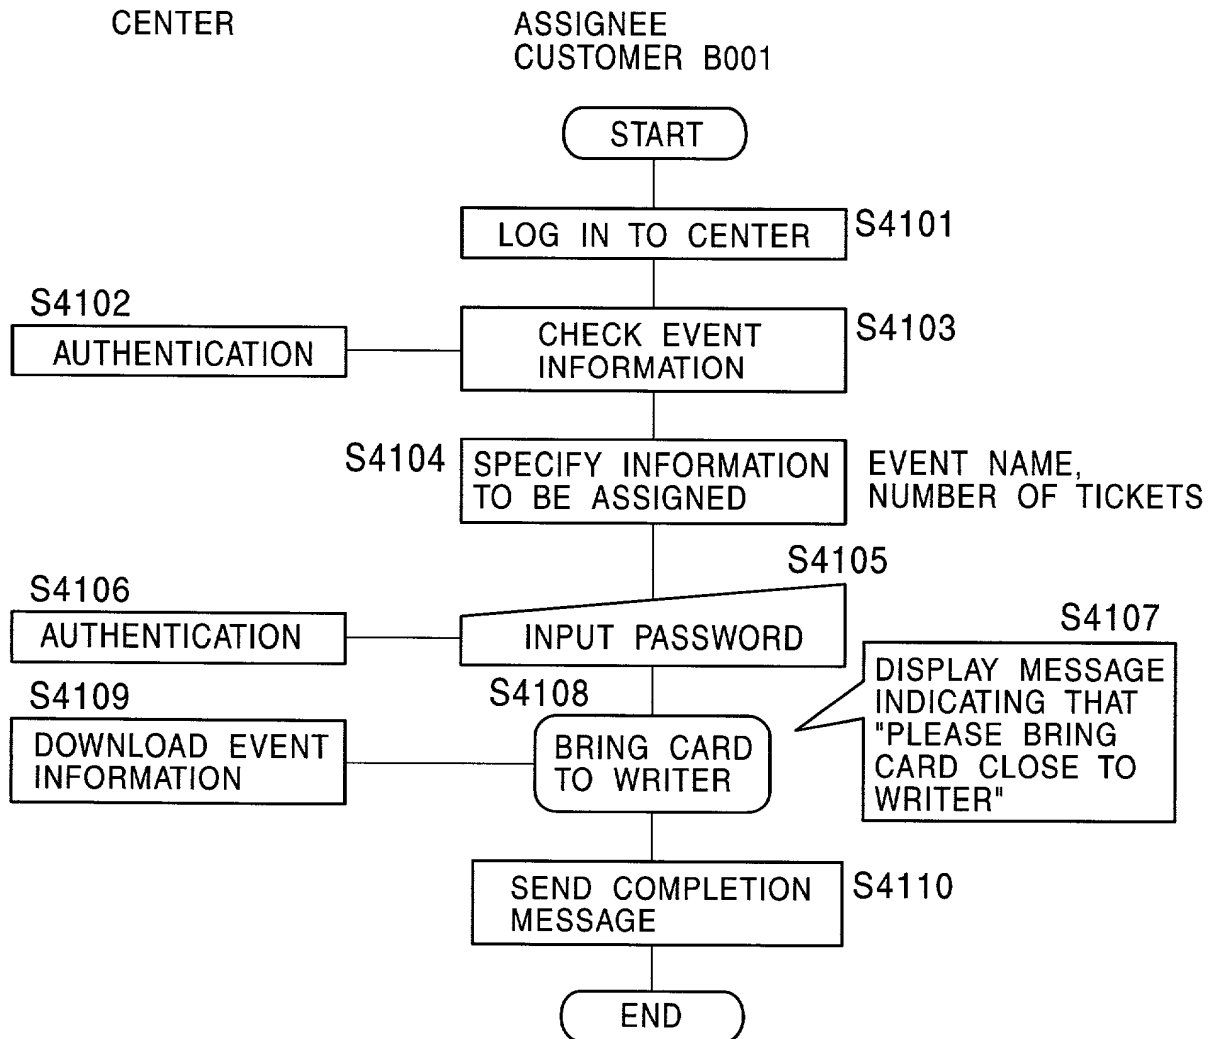 CENTER
ASSIGNEE
CUSTOMER B001
START
LOG IN TO CENTER
S4101
S4102
AUTHENTICATION
CHECK EVENT
INFORMATION
S4103
S4104
SPECIFY INFORMATION
TO BE ASSIGNED
EVENT NAME,
NUMBER OF TICKETS
S4105
S4106
AUTHENTICATION
INPUT PASSWORD
S4107
DISPLAY MESSAGE
INDICATING THAT
"PLEASE BRING
CARD CLOSE TO
WRITER"
S4108
S4109
DOWNLOAD EVENT
INFORMATION
BRING CARD
TO WRITER
SEND COMPLETION
MESSAGE
S4110
END